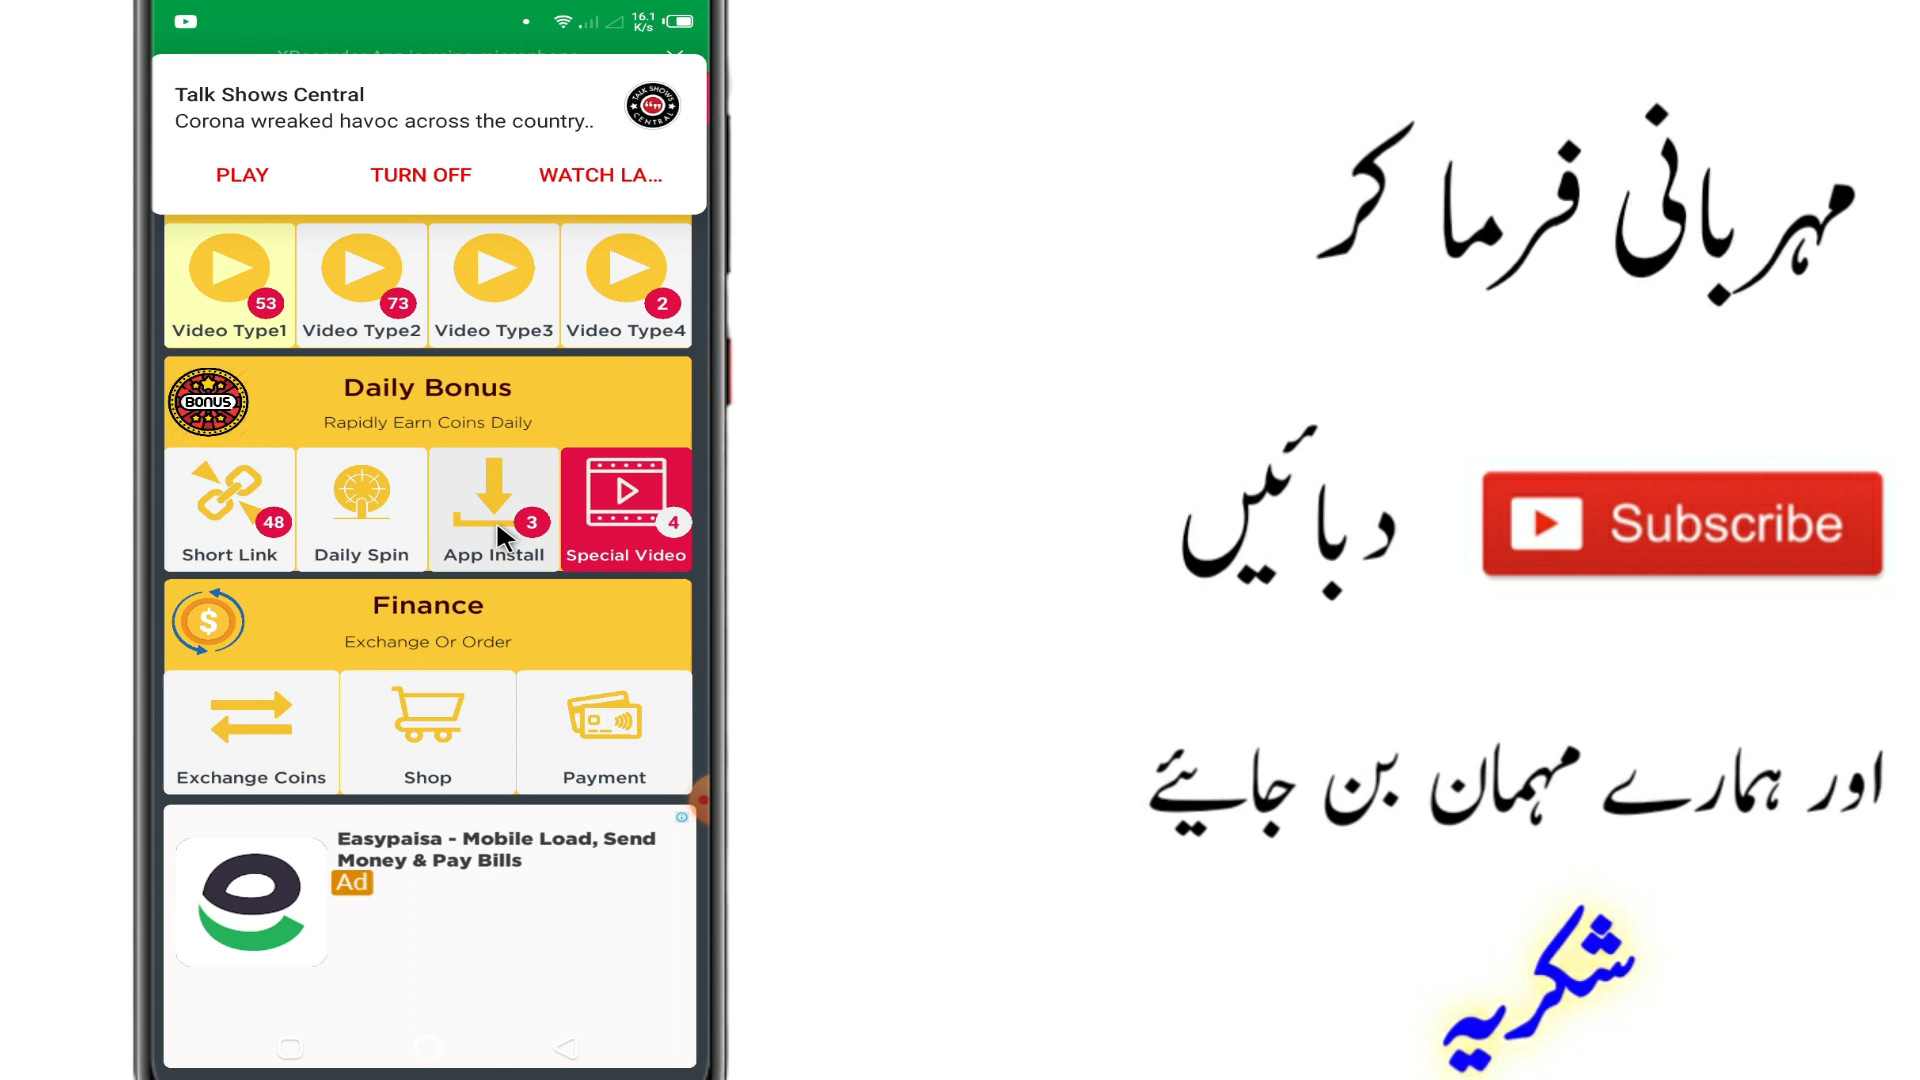 16.1
K/s
Talk Shows Central
Corona wreaked havoc across the country..
PLAY TURN OFF WATCH LA...
53 73 2
Video Type1 Video Type2 Video Type3 Video Type4
BONUS
Daily Bonus
Rapidly Earn Coins Daily
48 3 4
Short Link Daily Spin App Install Special Video
$
Finance
Exchange Or Order
Exchange Coins Shop Payment
Easypaisa - Mobile Load, Send
Money & Pay Bills
Ad
مہربانی فرما کر
Subscribe دبائیں
اور ہمارے مہمان بن جایئے
شکریہ